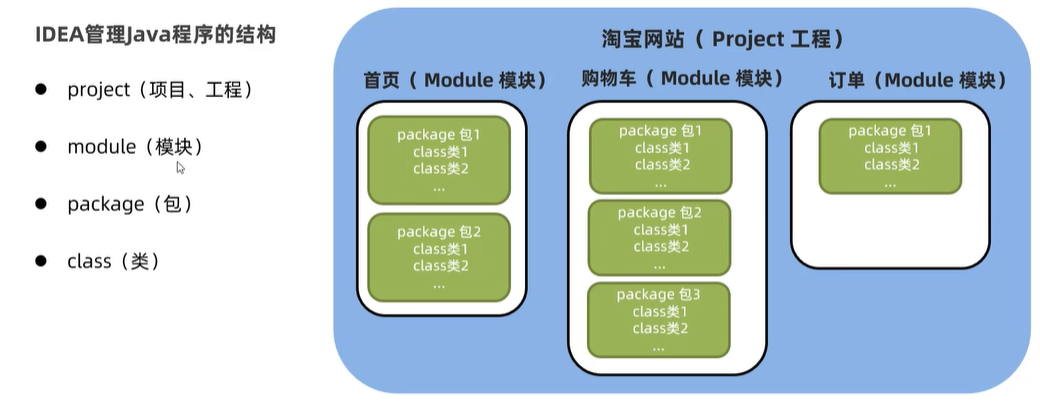 IDEA管理Java程序的结构
project（项目、工程）
module（模块）
package（包）
class（类）
淘宝网站（ Project 工程）
首页（ Module 模块）
package 包1
class类1
class类2
...
package 包2
class类1
class类2
...
购物车（ Module 模块）
package 包1
class类1
class类2
...
package 包2
class类1
class类2
...
package 包3
class类1
class类2
...
订单（Module 模块）
package 包1
class类1
class类2
...